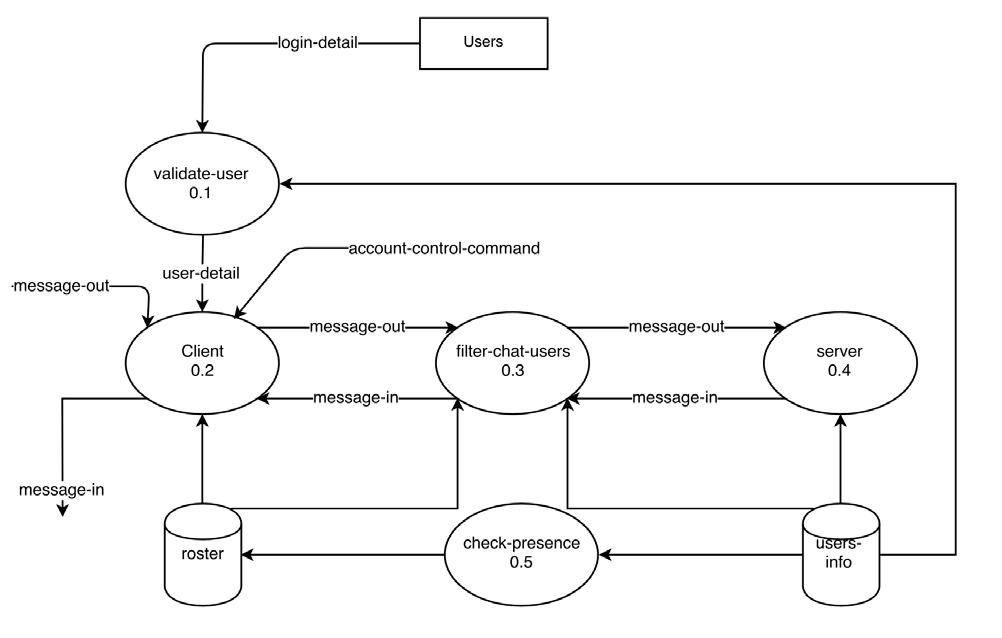 login-detail
Users
validate-user
0.1
account-control-command
user-detail
message-out
message-out
message-out
Client
0.2
filter-chat-users
0.3
server
0.4
message-in
message-in
message-in
roster
check-presence
0.5
users-
info